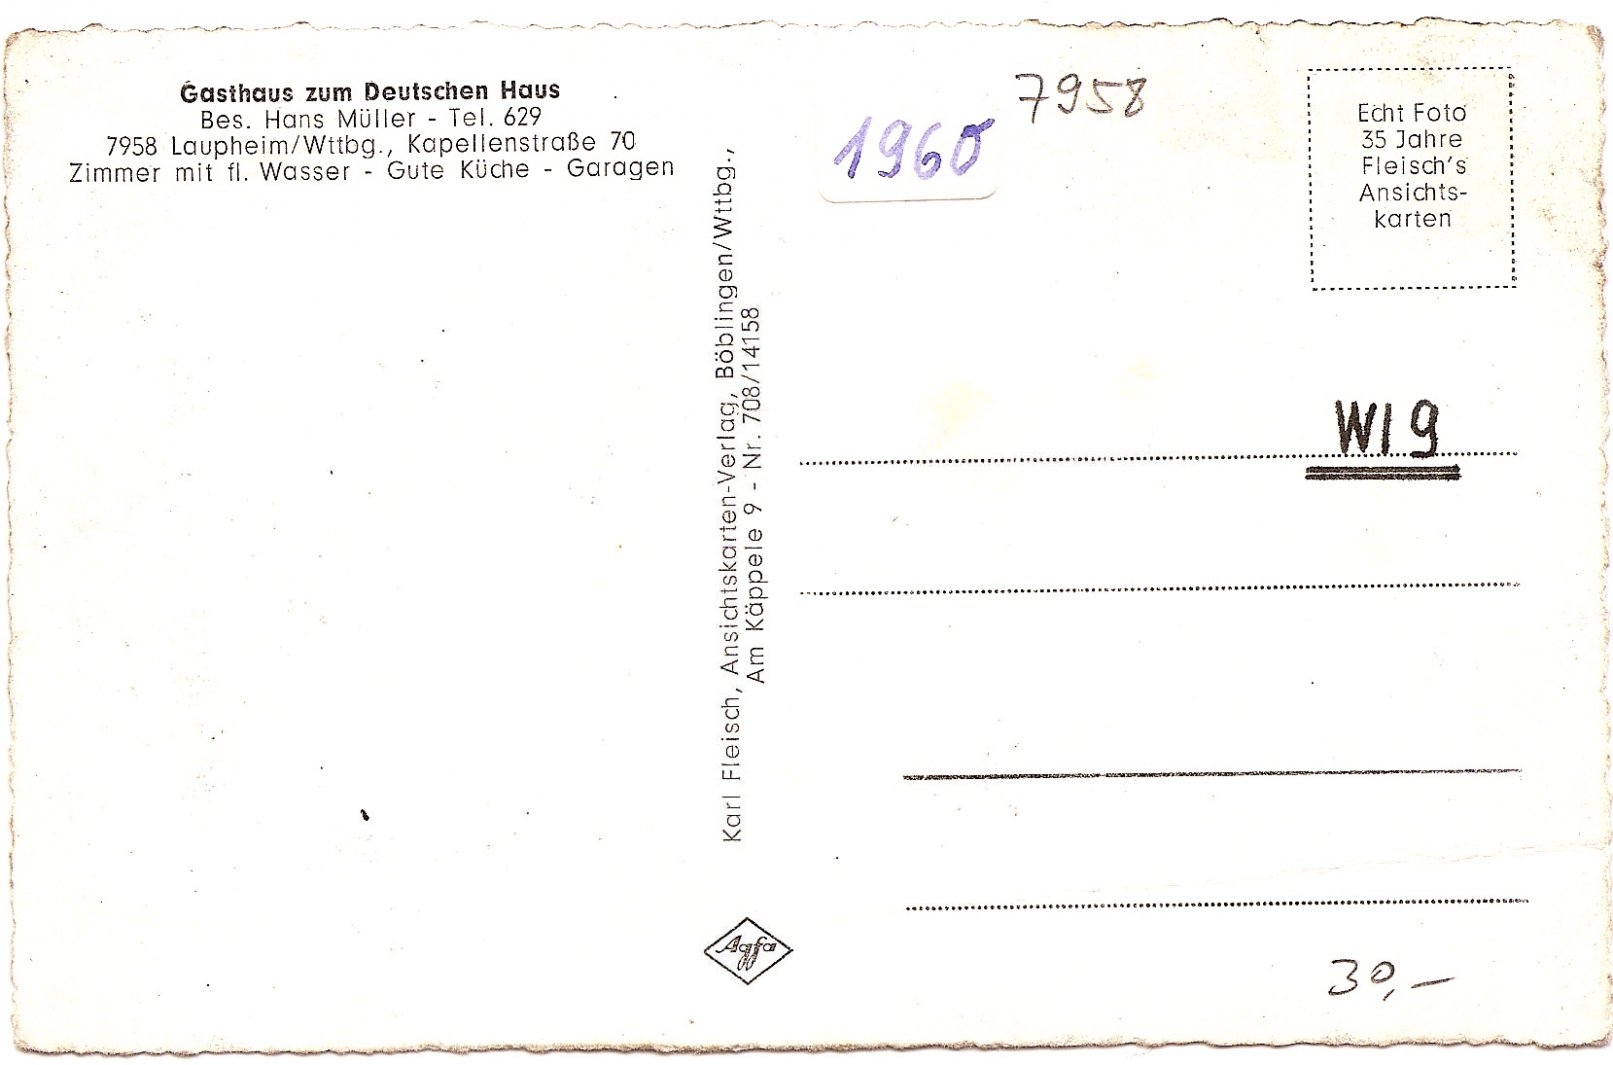 Gasthaus zum Deutschen Haus
Bes. Hans Müller - Tel. 629
7958 Laupheim/Wttbg., Kapellenstraße 70
Zimmer mit fl. Wasser - Gute Küche - Garagen
Karl Fleisch, Ansichtskarten-Verlag, Böblingen/Wttbg.,
Am Käppele 9 - Nr. 708/14158
Agfa
1960
7958
Echt Foto
35 Jahre
Fleisch's
Ansichts-
karten
WI 9
30,-